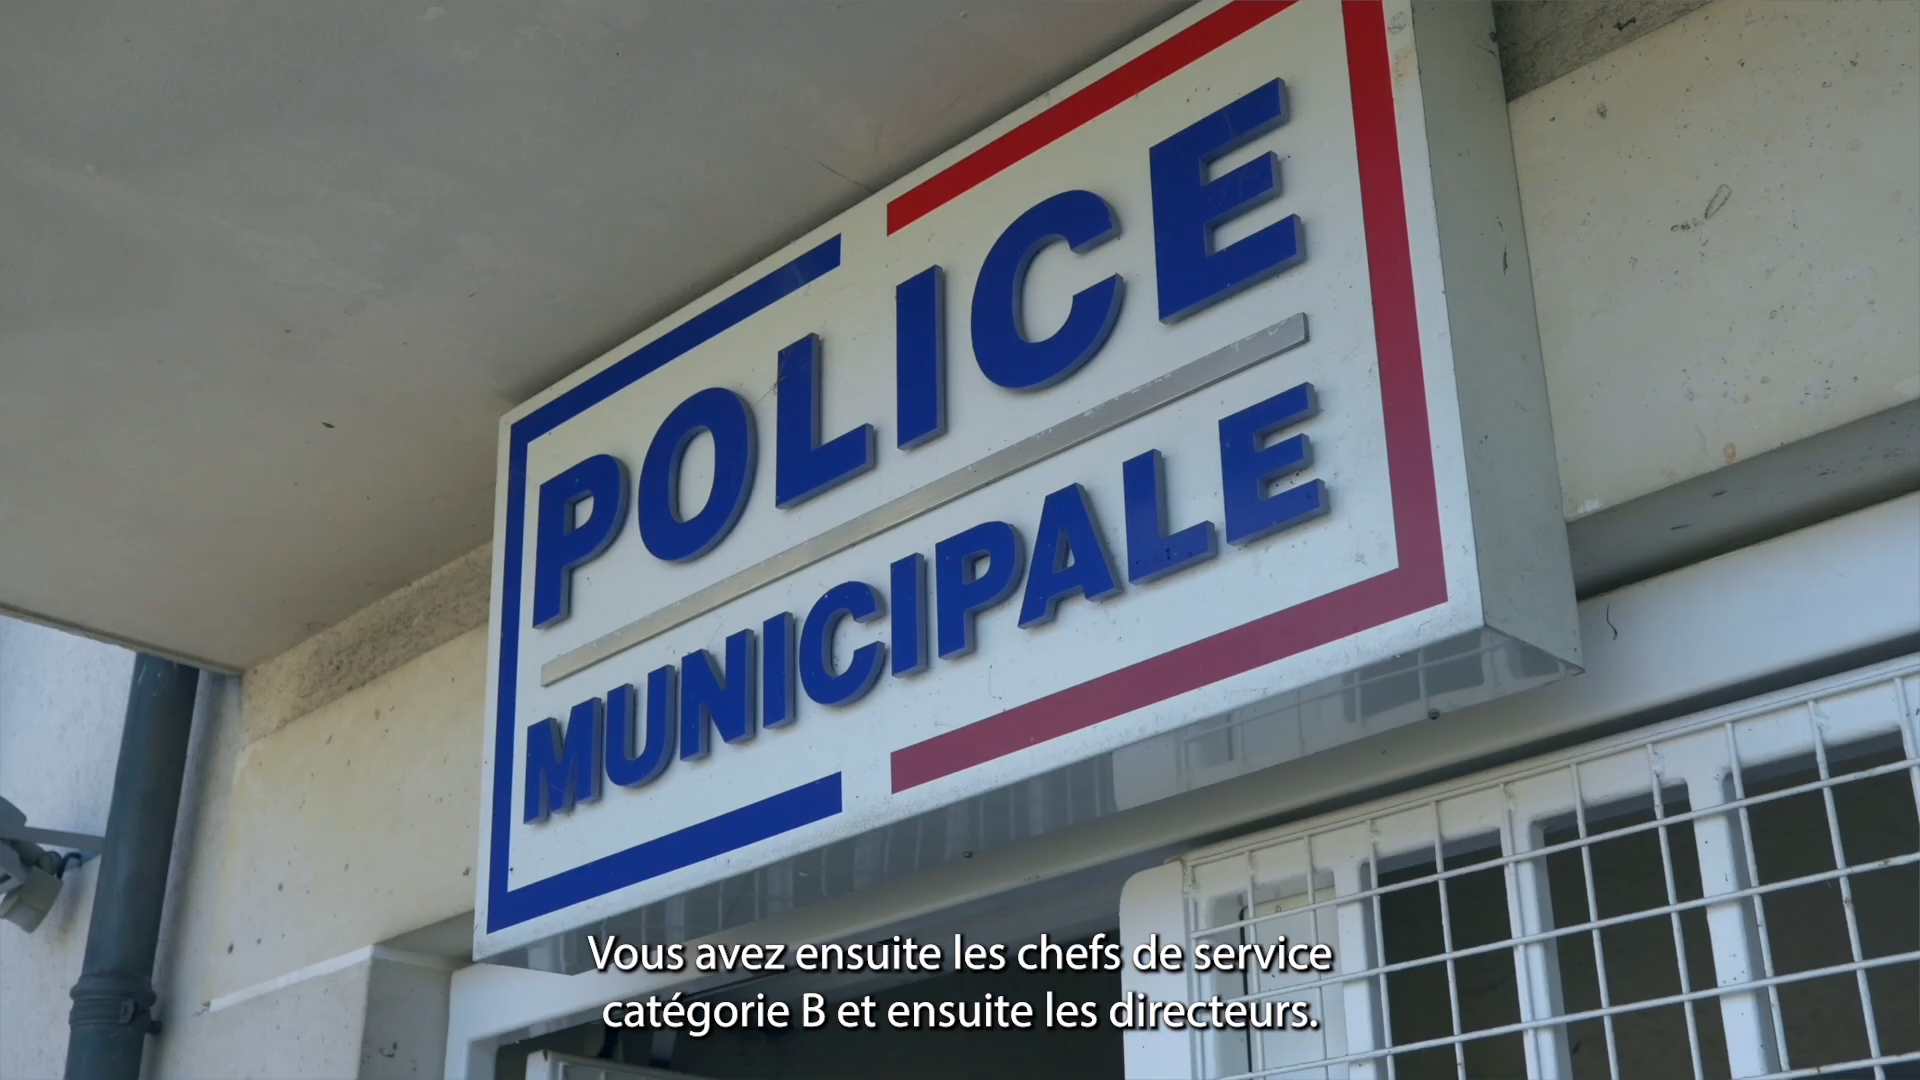 POLICE
MUNICIPALE
Vous avez ensuite les chefs de service
catégorie B et ensuite les directeurs.